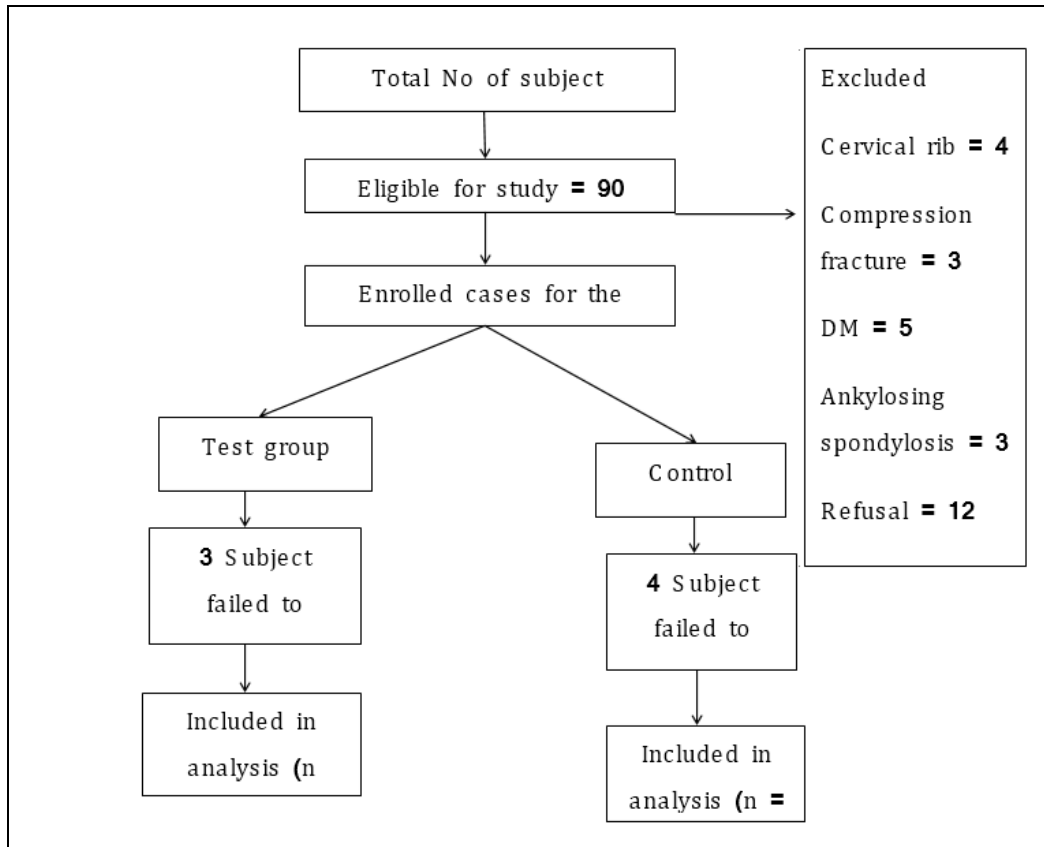 Total No of subject
Eligible for study = 90
Enrolled cases for the
Test group
3 Subject
failed to
Included in
analysis (n
Control
4 Subject
failed to
Included in
analysis (n =
Excluded
Cervical rib = 4
Compression
fracture = 3
DM = 5
Ankylosing
spondylosis = 3
Refusal = 12